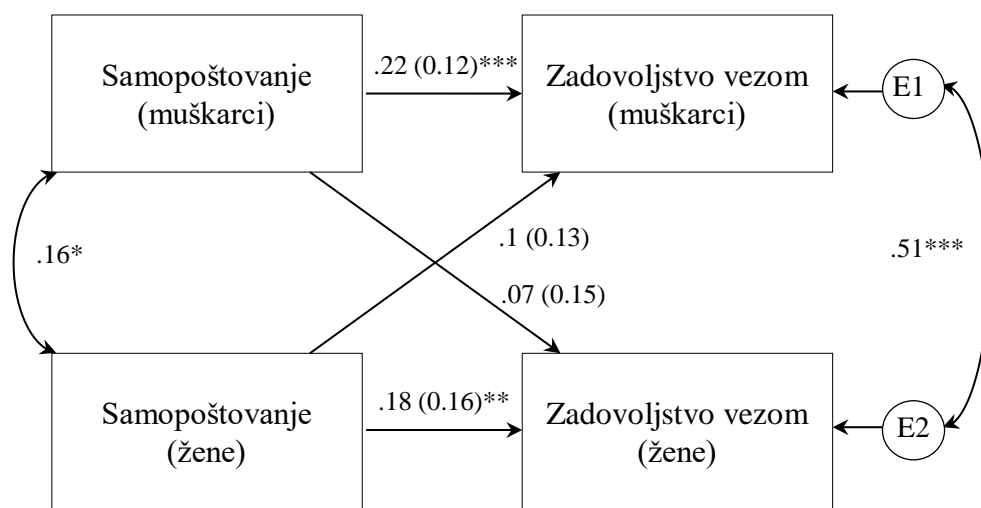 Samopoštovanje
(muškarci)
.22 (0.12)***
Zadovoljstvo vezom
(muškarci)
E1
.16*
.1 (0.13)
.07 (0.15)
.51***
Samopoštovanje
(žene)
.18 (0.16)**
Zadovoljstvo vezom
(žene)
E2